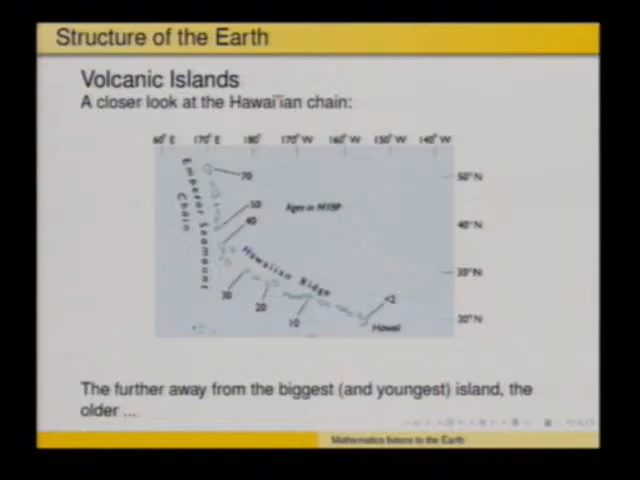 Structure of the Earth
Volcanic Islands
A closer look at the Hawai'ian chain:
60° E 170° E 180° 170° W 160° W 150° W 140° W
70
50
40
Ages in MYBP
50° N
40° N
30° N
20° N
Emperor Seamount
Chain
Hawaiian Ridge
30
20
10
<2
Hawaii
The further away from the biggest (and youngest) island, the
older ...
Mathematics listens to the Earth